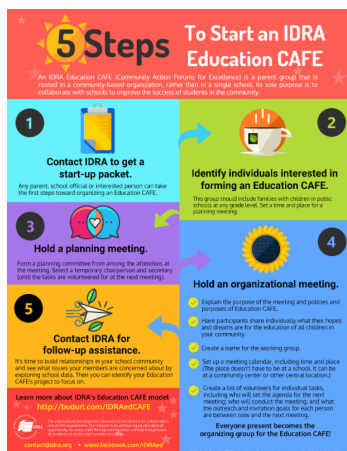 5 Steps
To Start an IDRA
Education CAFE
An IDRA Education CAFE (Community Action Forums for Excellence) is a parent group that is
rooted in a community-based organization, rather than in a single school. Its sole purpose is to
collaborate with schools to improve the success of students in the community.
1
Contact IDRA to get a
start-up packet.
Any parent, school official or interested person can take
the first steps toward organizing an Education CAFE.
2
Identify individuals interested in
forming an Education CAFE.
This group should include families with children in public
schools at any grade level. Set a time and place for a
planning meeting.
3
Hold a planning meeting.
Form a planning committee from among the attendees at
the meeting. Select a temporary chairperson and secretary
(until the tasks are volunteered for at the next meeting).
4
Hold an organizational meeting.
Explain the purpose of the meeting and policies and
purposes of Education CAFE.
Have participants share individually what their hopes
and dreams are for the education of all children in
your community.
Create a name for the working group.
Set up a meeting calendar, including time and place
(The place doesn't have to be at a school, It can be
at a community center or other central location.)
Create a list of volunteers for individual tasks,
including who will set the agenda for the next
meeting; who will conduct the meeting; and what
the outreach and invitation goals for each person
are between now and the next meeting.
Everyone present becomes the
organizing group for the Education CAFE!
5
Contact IDRA for
follow-up assistance.
It's time to build relationships in your school community
and see what issues your members are concerned about by
exploring school data. Then you can identify your Education
CAFE's project to focus on.
Learn more about IDRA's Education CAFE model
http://budurl.com/IDRAedCAFE
contact@idra.org • www.facebook.com/IDRAed